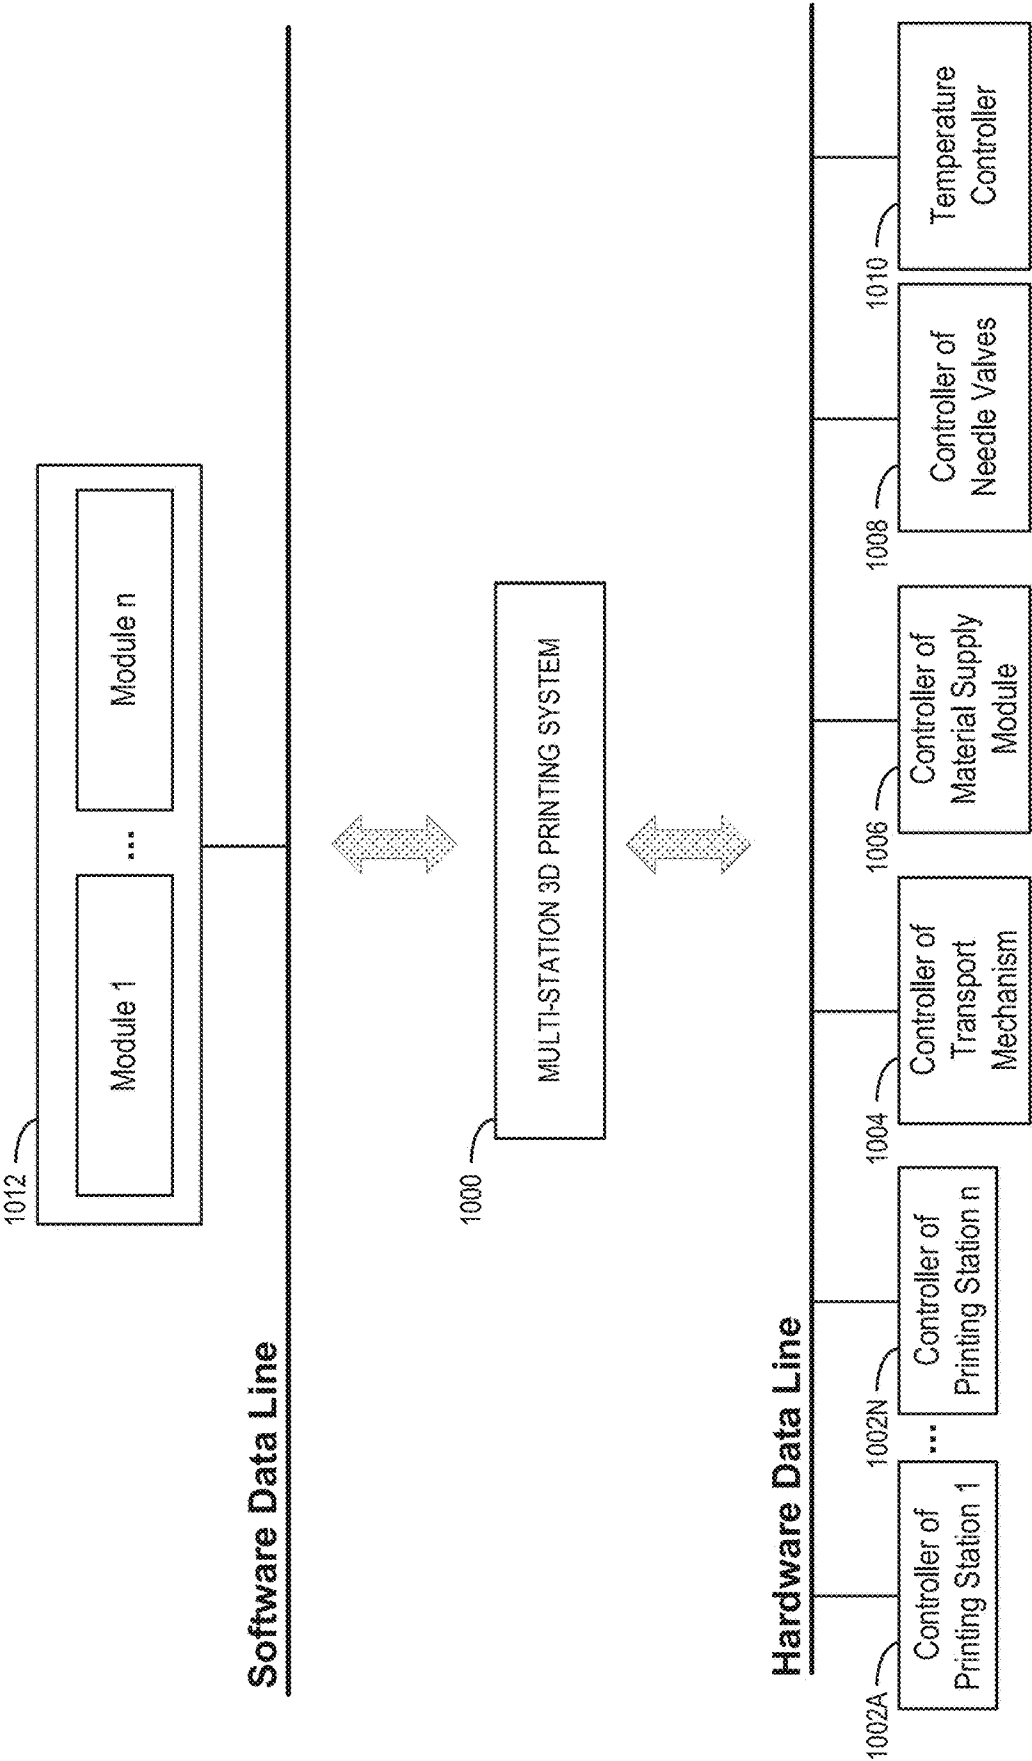 1012
Module 1
...
Module n
Software Data Line
1000
MULTI-STATION 3D PRINTING SYSTEM
Hardware Data Line
1002A
Controller of
Printing Station 1
...
1002N
Controller of
Printing Station n
1004
Controller of
Transport
Mechanism
1006
Controller of
Material Supply
Module
1008
Controller of
Needle Valves
1010
Temperature
Controller